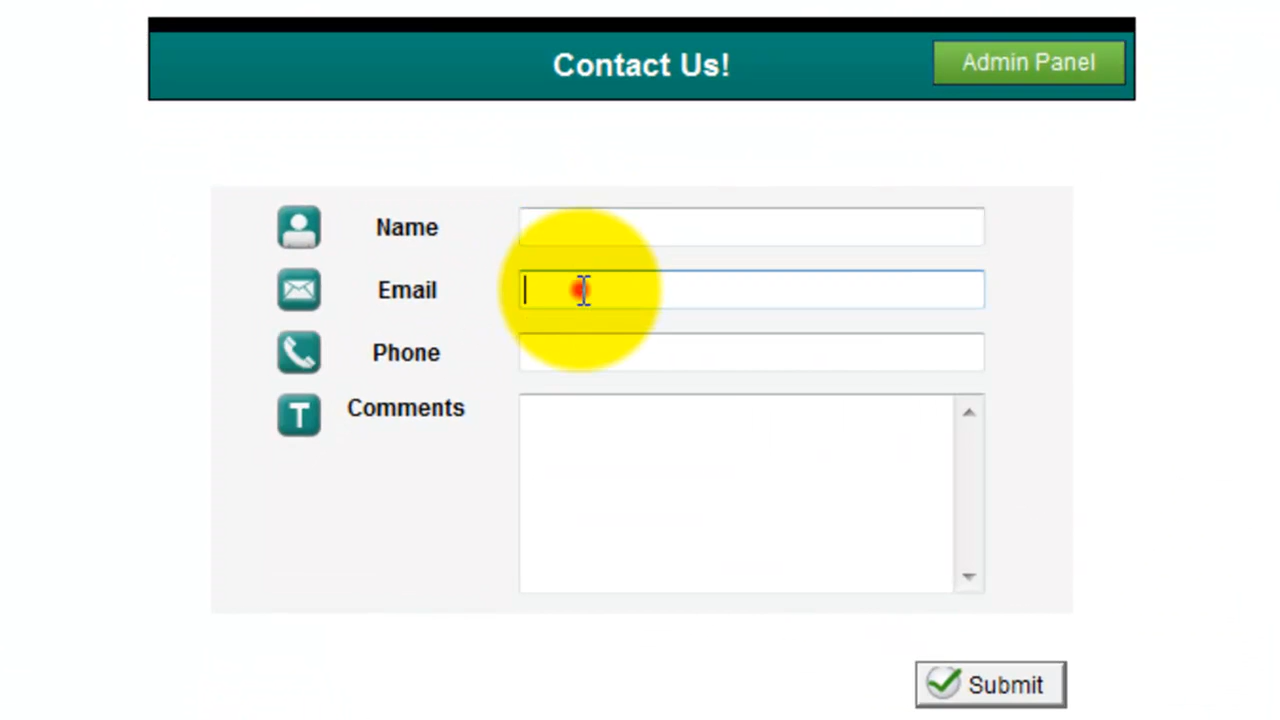 Contact Us!
Admin Panel
Name
Email
Phone
T Comments
Submit